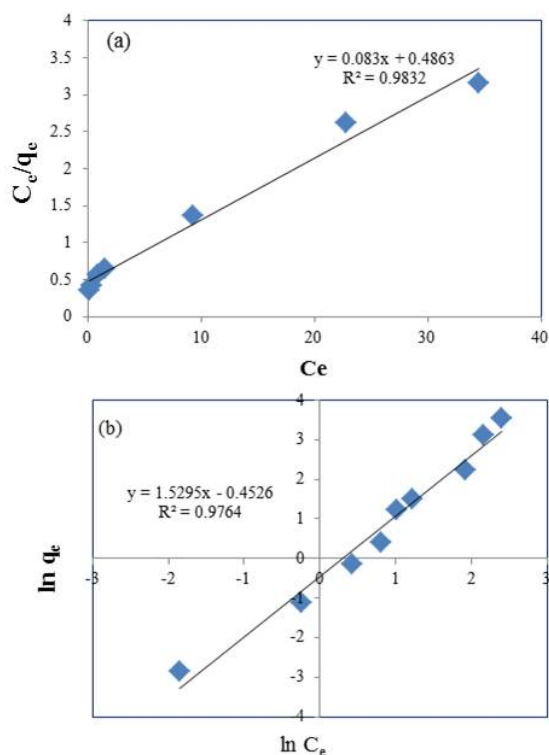 (a)
y = 0.083x + 0.4863
R² = 0.9832
4
3.5
3
2.5
2
1.5
1
0.5
0
0 10 20 30 40
Cₑ/qₑ
Ce
(b)
y = 1.5295x - 0.4526
R² = 0.9764
4
3
2
1
0
-1
-2
-3
-4
-3 -2 -1 0 1 2 3
ln qₑ
ln Cₑ